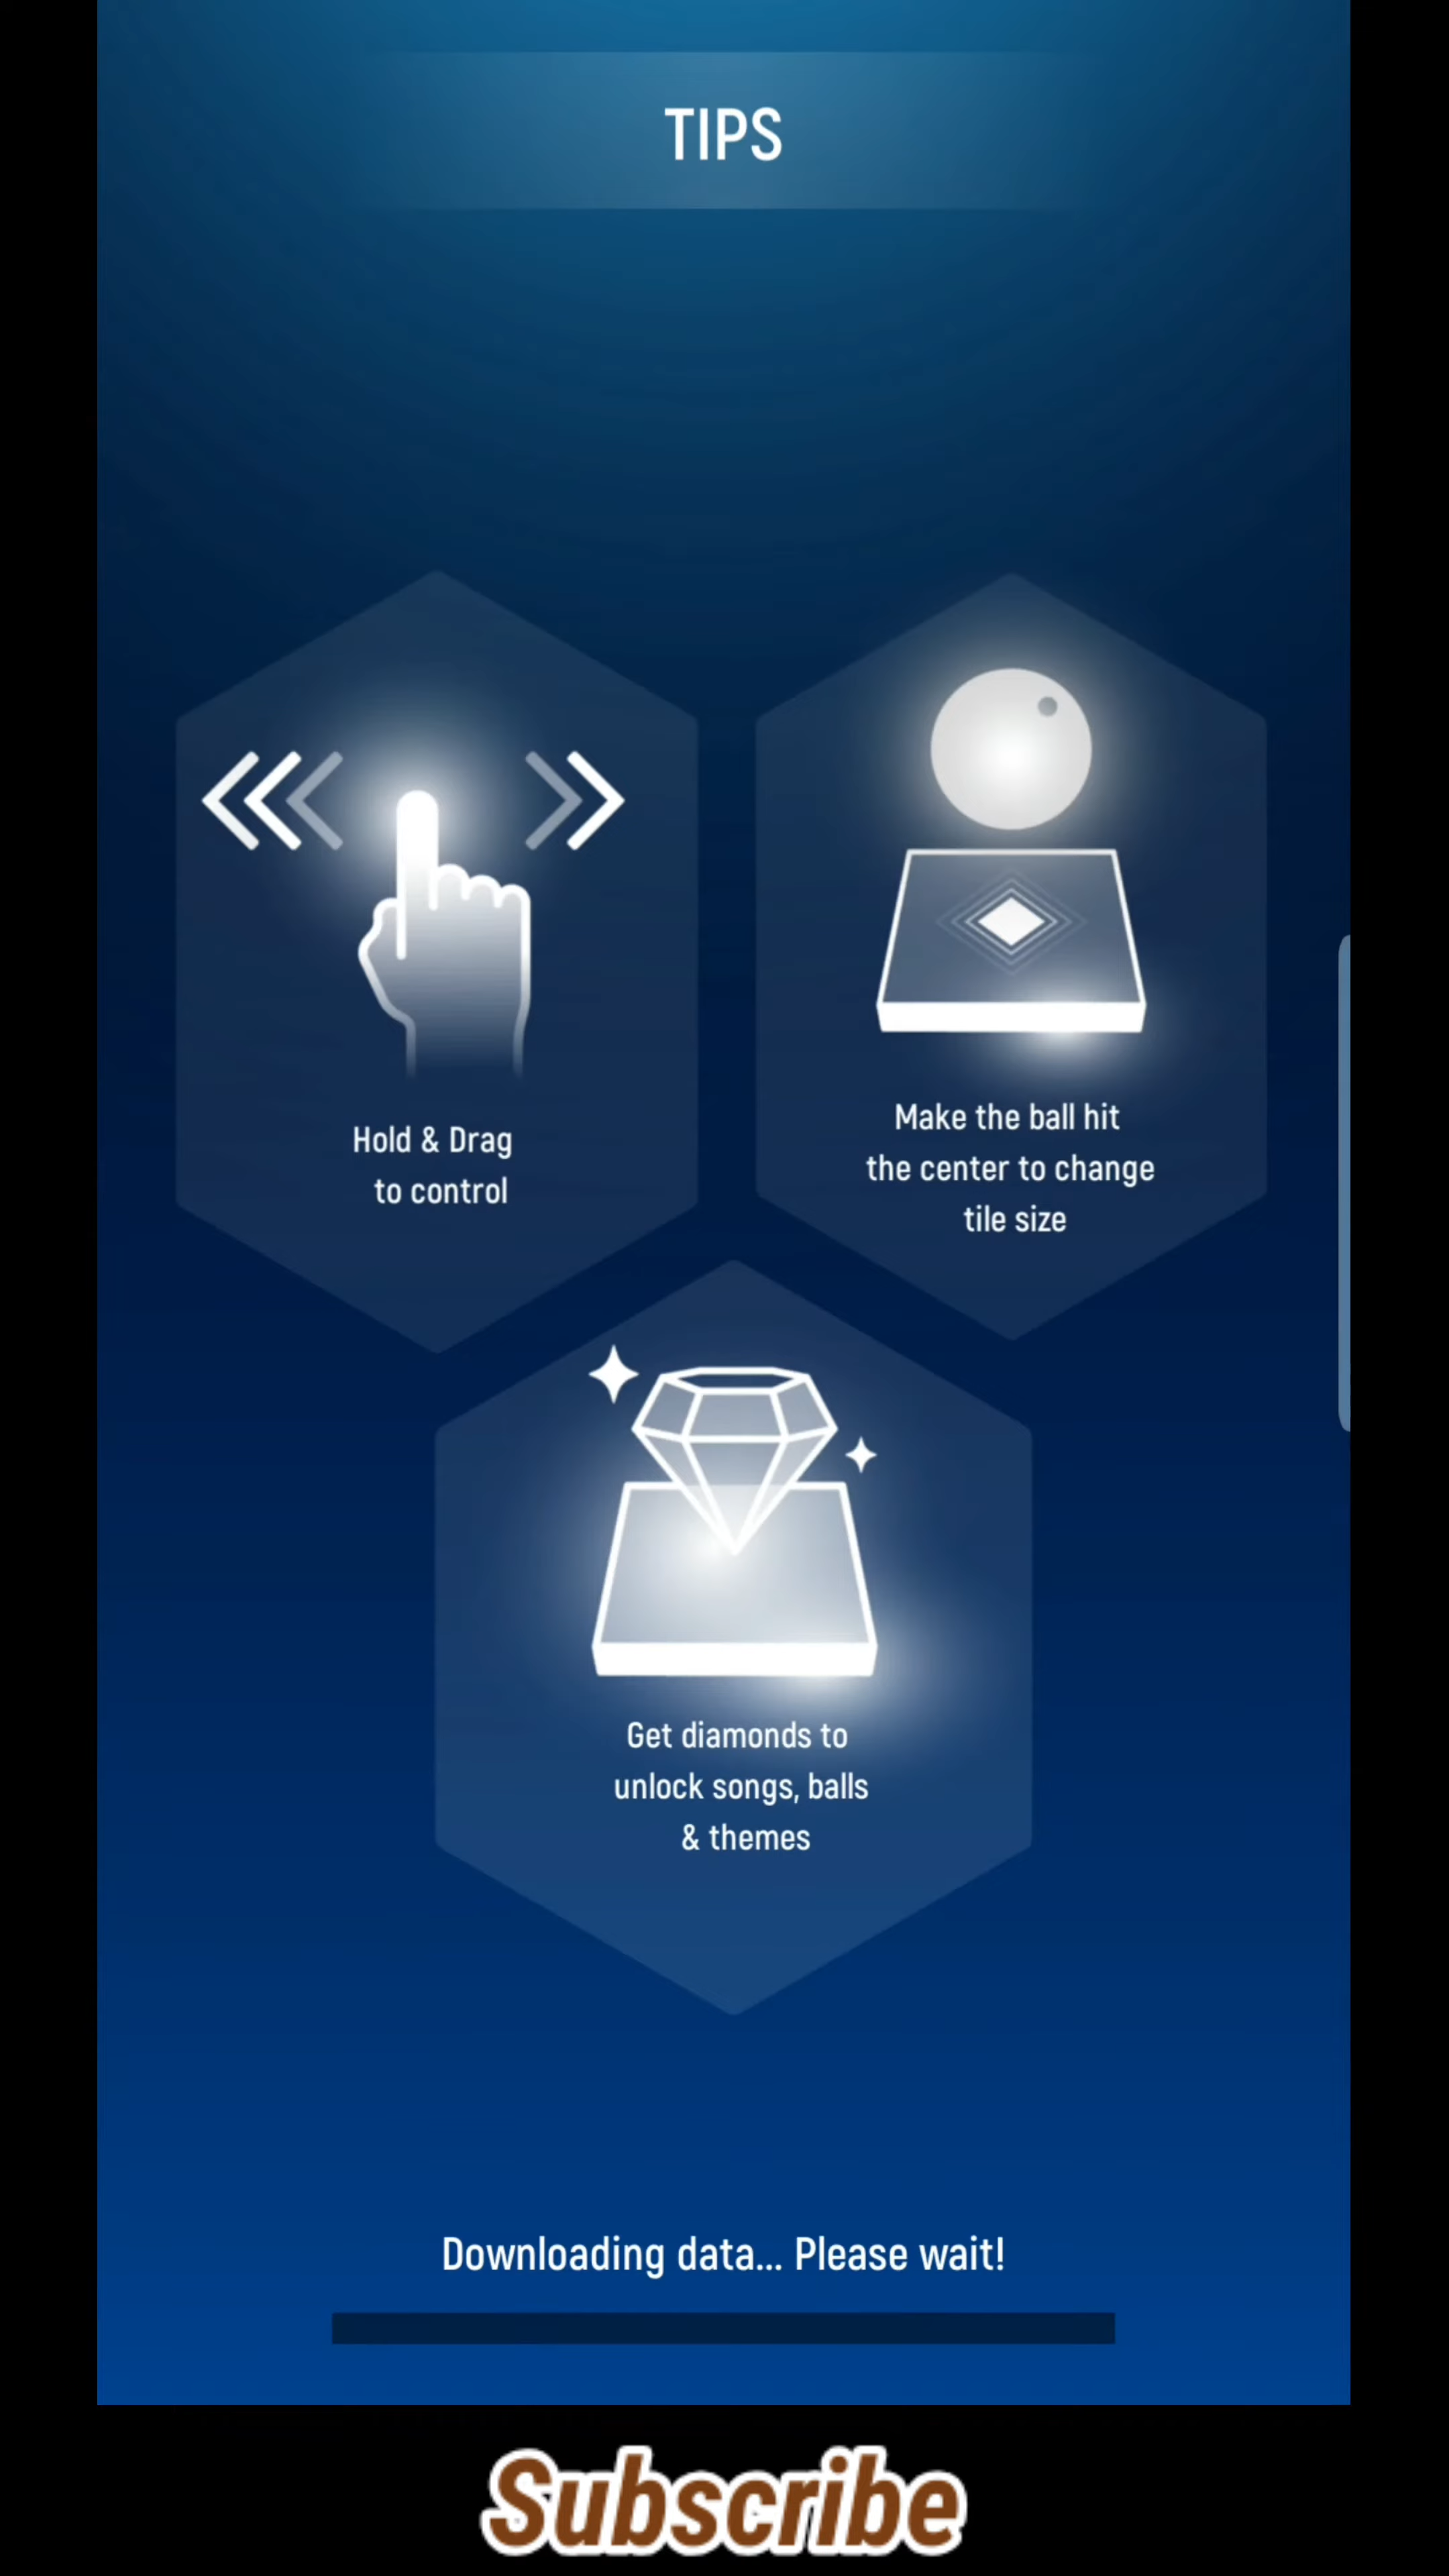 TIPS
Hold & Drag
to control
Make the ball hit
the center to change
tile size
Get diamonds to
unlock songs, balls
& themes
Downloading data... Please wait!
Subscribe